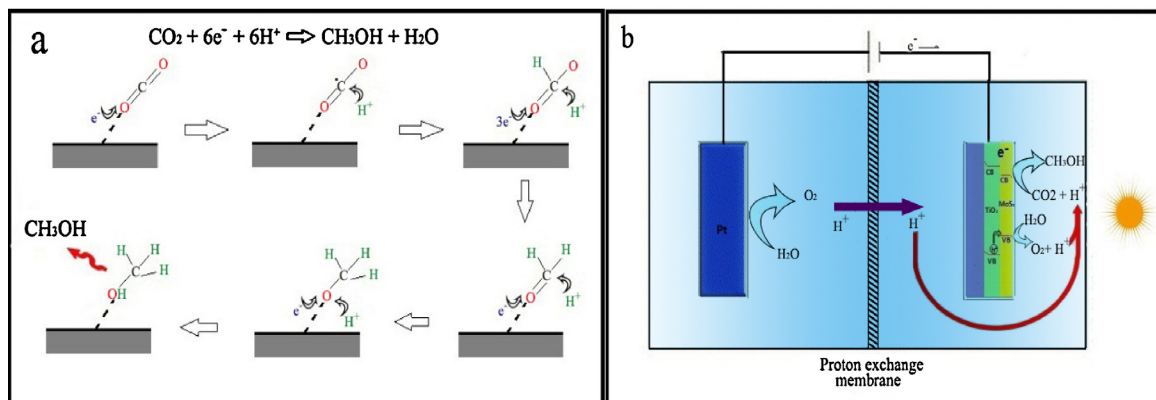 a
CO₂ + 6e⁻ + 6H⁺ ⇨ CH₃OH + H₂O
O
C
O
e⁻
O
C
O
H⁺
e⁻
H
O
C
O
H⁺
3e⁻
CH₃OH
H
H
C
H
OH
H
H
C
H
O
e⁻
H⁺
H
H
C
O
e⁻
H⁺
b
e⁻
Pt
O₂
H₂O
H⁺
H⁺
e⁻
CB
CB
TiO₂
MoS₂
VB
VB
CH₃OH
CO2 + H⁺
H₂O
O₂+ H⁺
Proton exchange
membrane